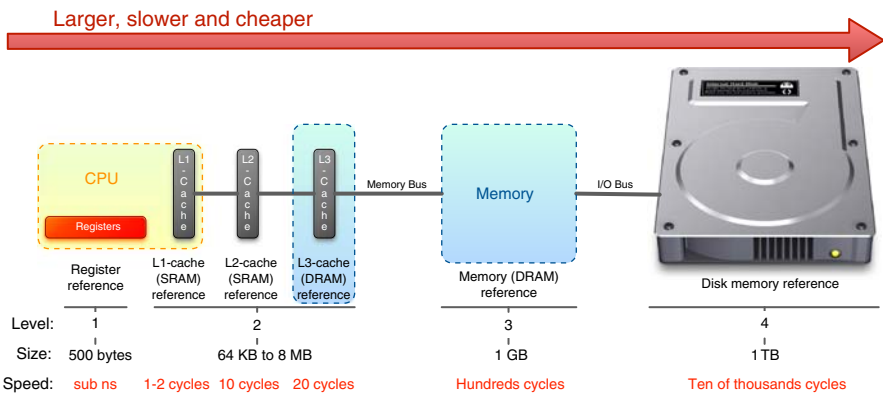 Larger, slower and cheaper
CPU
Registers
L1-Cache
L2-Cache
L3-Cache
Memory Bus
Memory
I/O Bus
Register
reference
L1-cache
(SRAM)
reference
L2-cache
(SRAM)
reference
L3-cache
(DRAM)
reference
Memory (DRAM)
reference
Disk memory reference
Level: 1 2 3 4
Size: 500 bytes 64 KB to 8 MB 1 GB 1 TB
Speed: sub ns 1-2 cycles 10 cycles 20 cycles Hundreds cycles Ten of thousands cycles